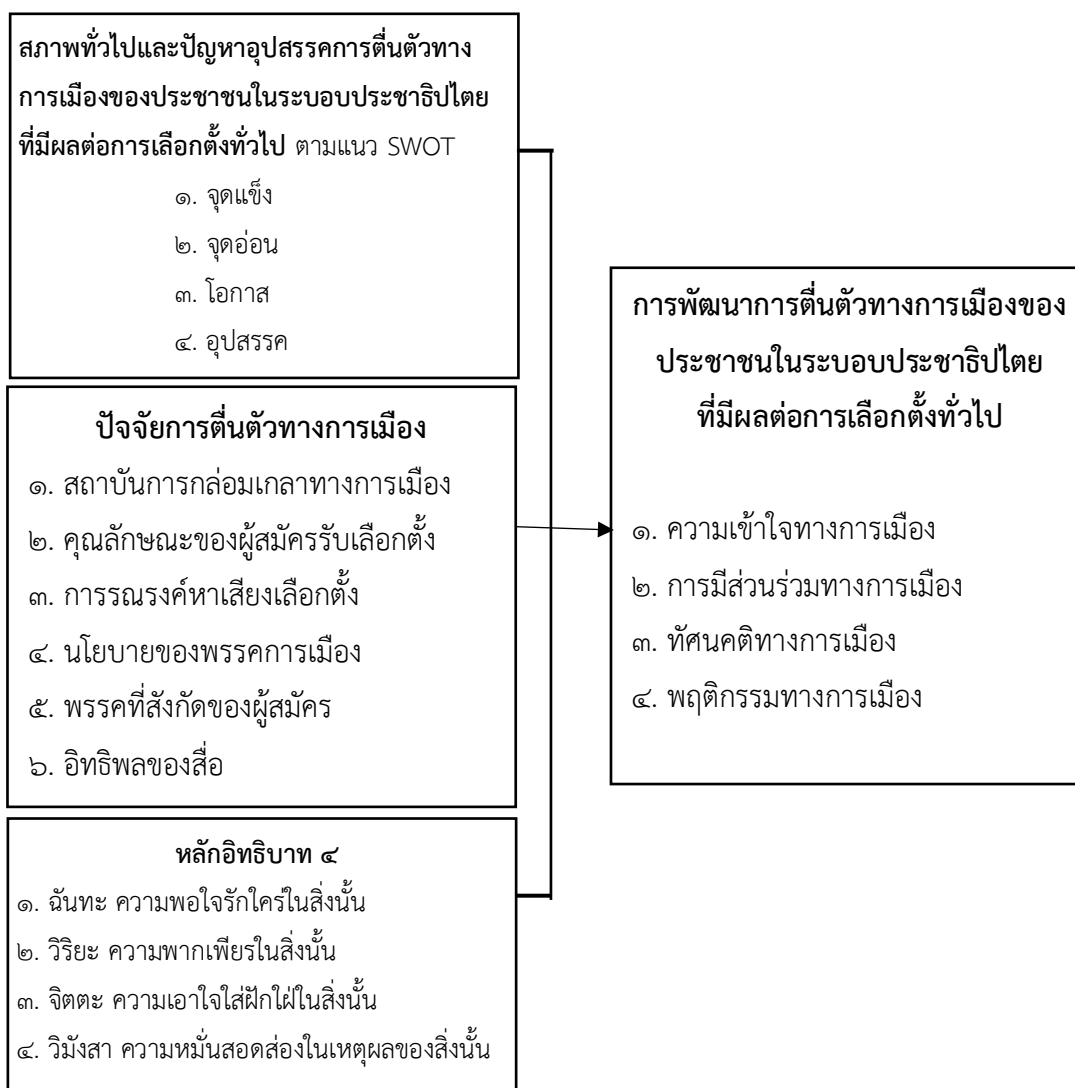 สภาพทั่วไปและปัญหาอุปสรรคการตื่นตัวทาง
การเมืองของประชาชนในระบอบประชาธิปไตย
ที่มีผลต่อการเลือกตั้งทั่วไป ตามแนว SWOT
๑. จุดแข็ง
๒. จุดอ่อน
๓. โอกาส
๔. อุปสรรค
ปัจจัยการตื่นตัวทางการเมือง
๑. สถาบันการกล่อมเกลาทางการเมือง
๒. คุณลักษณะของผู้สมัครรับเลือกตั้ง
๓. การรณรงค์หาเสียงเลือกตั้ง
๔. นโยบายของพรรคการเมือง
๕. พรรคที่สังกัดของผู้สมัคร
๖. อิทธิพลของสื่อ
หลักอิทธิบาท ๔
๑. ฉันทะ ความพอใจรักใคร่ในสิ่งนั้น
๒. วิริยะ ความพากเพียรในสิ่งนั้น
๓. จิตตะ ความเอาใจใส่ฝักใฝ่ในสิ่งนั้น
๔. วิมังสา ความหมั่นสอดส่องในเหตุผลของสิ่งนั้น
การพัฒนาการตื่นตัวทางการเมืองของ
ประชาชนในระบอบประชาธิปไตย
ที่มีผลต่อการเลือกตั้งทั่วไป
๑. ความเข้าใจทางการเมือง
๒. การมีส่วนร่วมทางการเมือง
๓. ทัศนคติทางการเมือง
๔. พฤติกรรมทางการเมือง